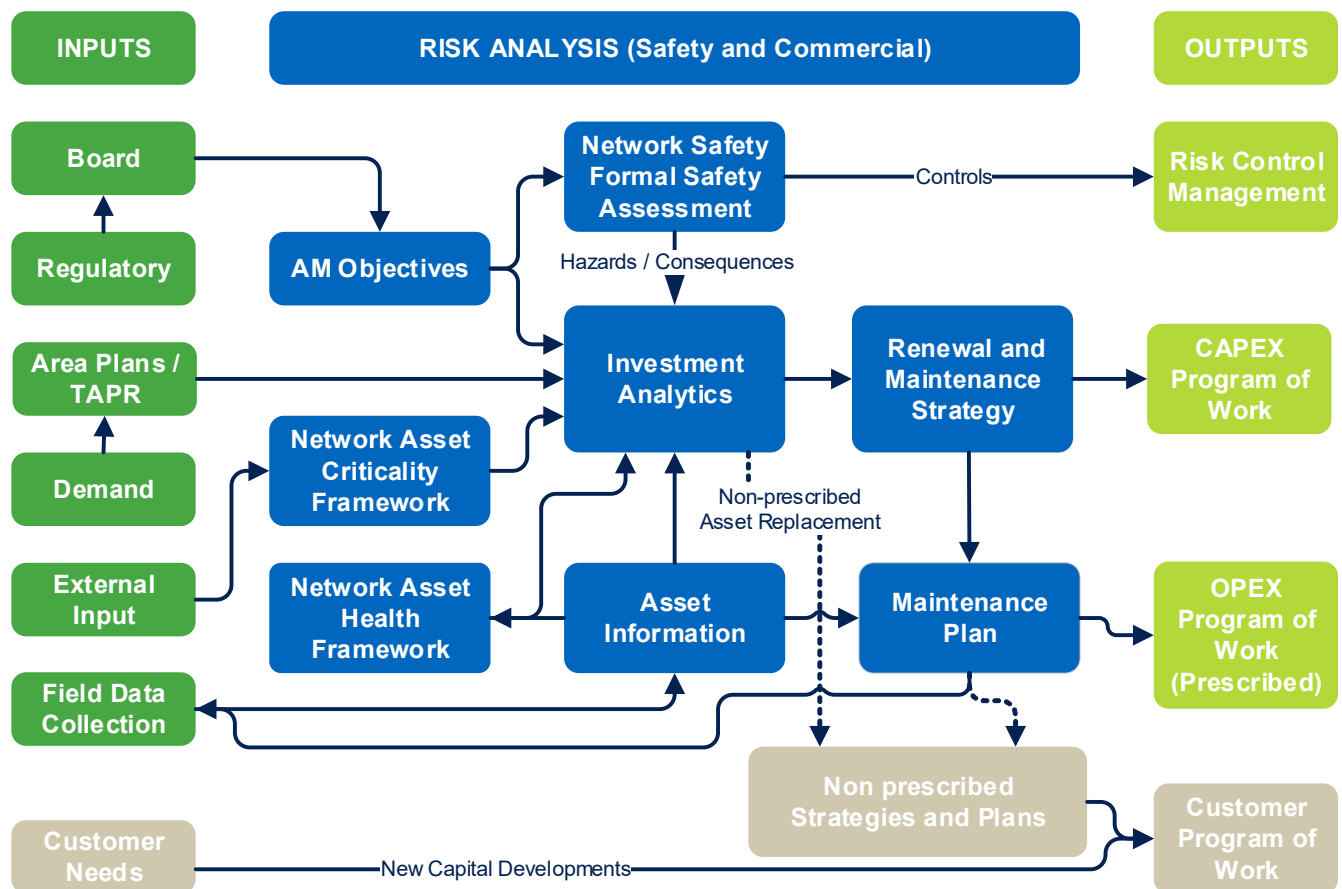 INPUTS
RISK ANALYSIS (Safety and Commercial)
OUTPUTS
Board
Network Safety
Formal Safety
Assessment
Controls
Risk Control
Management
Regulatory
AM Objectives
Hazards / Consequences
Area Plans /
TAPR
Investment
Analytics
Renewal and
Maintenance
Strategy
CAPEX
Program of
Work
Demand
Network Asset
Criticality
Framework
Non-prescribed
Asset Replacement
External
Input
Network Asset
Health
Framework
Asset
Information
Maintenance
Plan
OPEX
Program of
Work
(Prescribed)
Field Data
Collection
Non prescribed
Strategies and Plans
Customer
Needs
New Capital Developments
Customer
Program of
Work